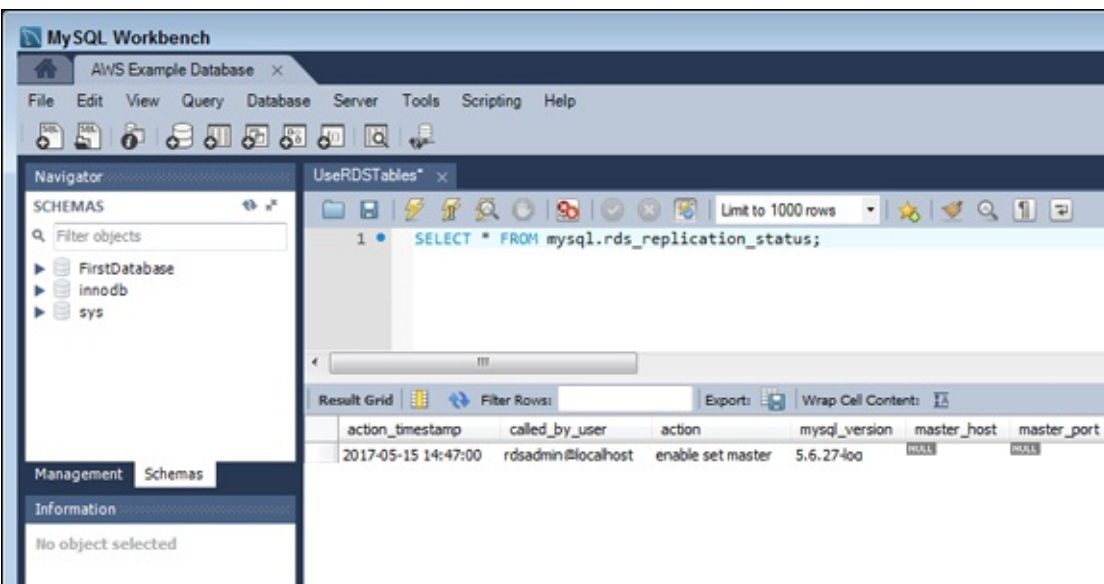 MySQL Workbench
AWS Example Database ×
File Edit View Query Database Server Tools Scripting Help
Navigator
UseRDSTables* ×
SCHEMAS
Limit to 1000 rows
Filter objects
1 SELECT * FROM mysql.rds_replication_status;
FirstDatabase
innodb
sys
Result Grid Filter Rows: Export: Wrap Cell Content:
action_timestamp called_by_user action mysql_version master_host master_port
2017-05-15 14:47:00 rdsadmin@localhost enable set master 5.6.27-log NULL NULL
Management Schemas
Information
No object selected